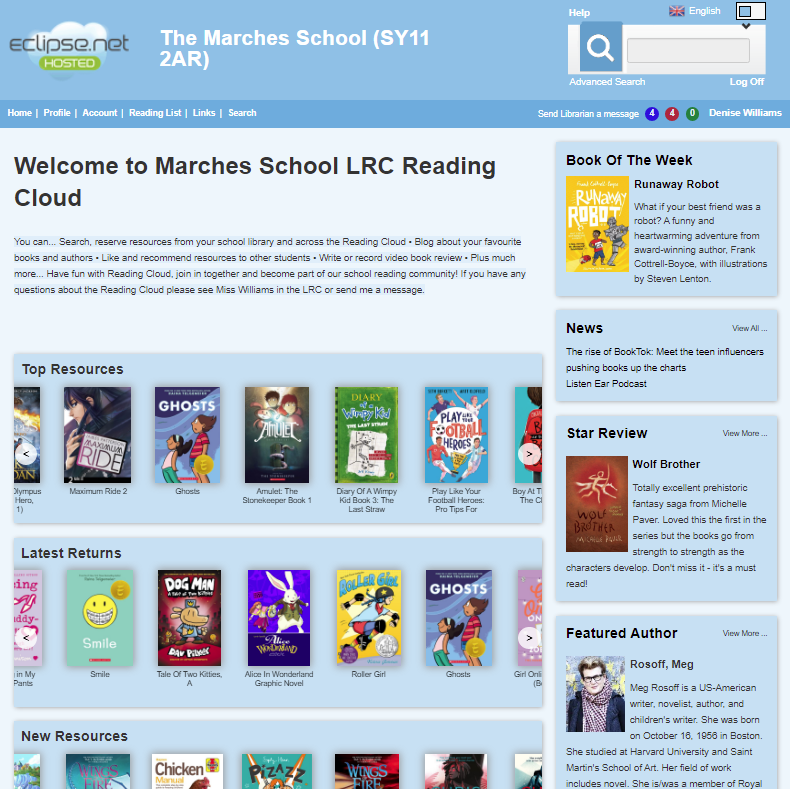 eclipse.net
HOSTED
The Marches School (SY11
2AR)
Help
English
Advanced Search
Log Off
Home | Profile | Account | Reading List | Links | Search
Send Librarian a message 4 4 0 Denise Williams
Welcome to Marches School LRC Reading
Cloud
You can... Search, reserve resources from your school library and across the Reading Cloud • Blog about your favourite
books and authors • Like and recommend resources to other students • Write or record video book review • Plus much
more... Have fun with Reading Cloud, join in together and become part of our school reading community! If you have any
questions about the Reading Cloud please see Miss Williams in the LRC or send me a message.
Top Resources
<
MAXIMUM
RIDE
GHOSTS
AMULET
DIARY
of a
Wimpy Kid
THE LAST STRAW
PLAY LIKE YOUR
FOOTBALL
HEROES
>
lympus
Hero,
1)
Maximum Ride 2
Ghosts
Amulet: The
Stonekeeper Book 1
Diary Of A Wimpy
Kid Book 3: The
Last Straw
Play Like Your
Football Heroes:
Pro Tips For
Boy At T
The Cl
Latest Returns
<
Smile
DOG MAN
A Tale of Two Kitties
DAV PILKEY
Alice
in
WONDERLAND
ROLLER GIRL
GHOSTS
>
in My
Pants
Smile
Tale Of Two Kitties,
A
Alice In Wonderland
Graphic Novel
Roller Girl
Ghosts
Girl Onli
(B
New Resources
WINGS
FIRE
Chicken
Manual
Haynes
PIZAZZ
WINGS
FIRE
Book Of The Week
Frank Cottrell-Boyce
RUNAWAY
ROBOT
Runaway Robot
What if your best friend was a
robot? A funny and
heartwarming adventure from
award-winning author, Frank
Cottrell-Boyce, with illustrations
by Steven Lenton.
News
View All ...
The rise of BookTok: Meet the teen influencers
pushing books up the charts
Listen Ear Podcast
Star Review
View More ...
WOLF
BROTHER
MICHELLE PAVER
Wolf Brother
Totally excellent prehistoric
fantasy saga from Michelle
Paver. Loved this the first in the
series but the books go from
strength to strength as the
characters develop. Don't miss it - it's a must
read!
Featured Author
View More ...
Rosoff, Meg
Meg Rosoff is a US-American
writer, novelist, author, and
children's writer. She was born
on October 16, 1956 in Boston.
She studied at Harvard University and Saint
Martin's School of Art. Her field of work
includes novel. She is/was a member of Royal